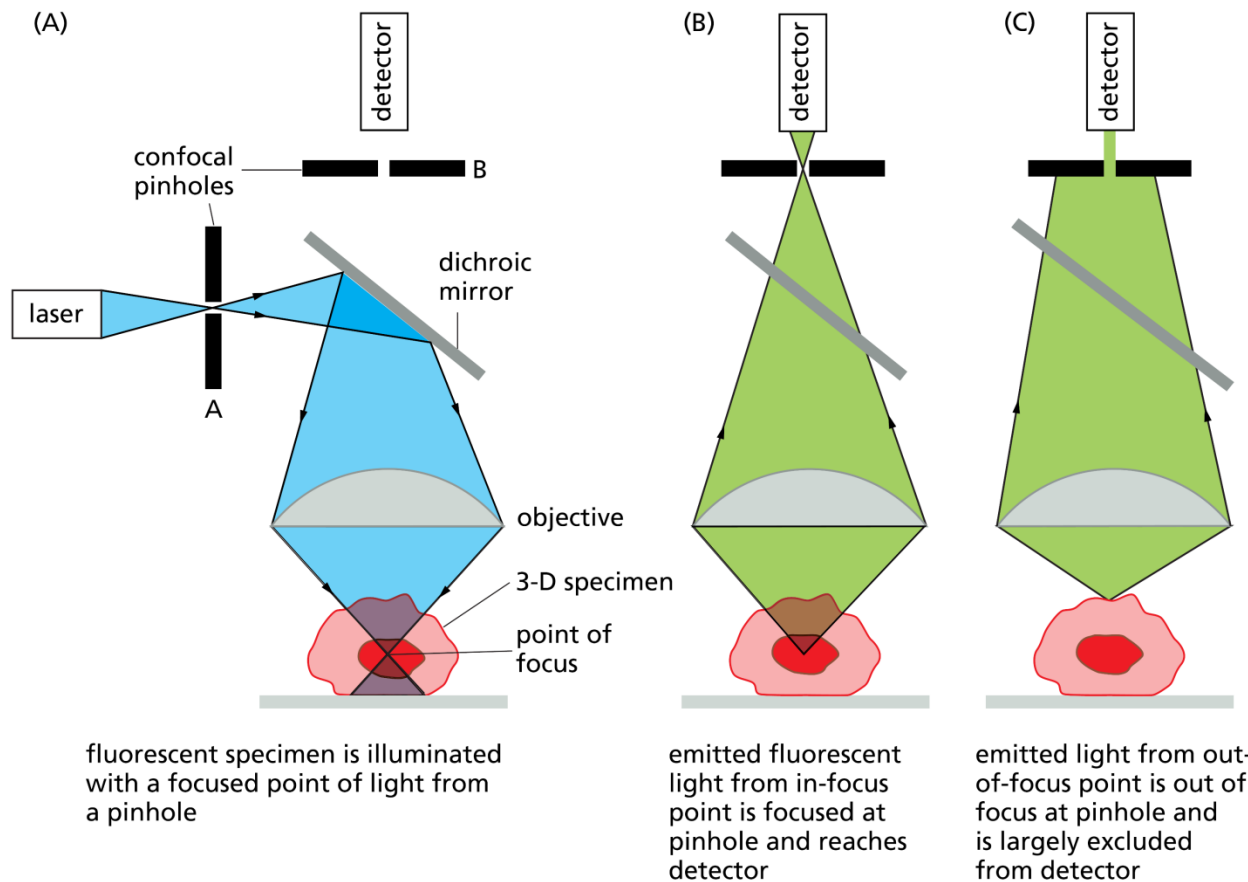 (A)
detector
confocal
pinholes
B
laser
A
dichroic
mirror
objective
3-D specimen
point of
focus
fluorescent specimen is illuminated
with a focused point of light from
a pinhole
(B)
detector
emitted fluorescent
light from in-focus
point is focused at
pinhole and reaches
detector
(C)
detector
emitted light from out-
of-focus point is out of
focus at pinhole and
is largely excluded
from detector